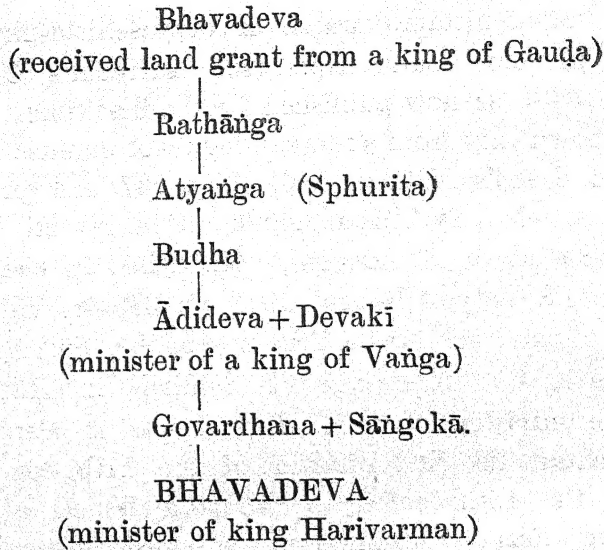 Bhavadeva
(received land grant from a king of Gauḍa)
Rathāṅga
Atyaṅga (Sphurita)
Budha
Ādideva + Devakī
(minister of a king of Vaṅga)
Govardhana + Sāṅgokā.
BHAVADEVA
(minister of king Harivarman)